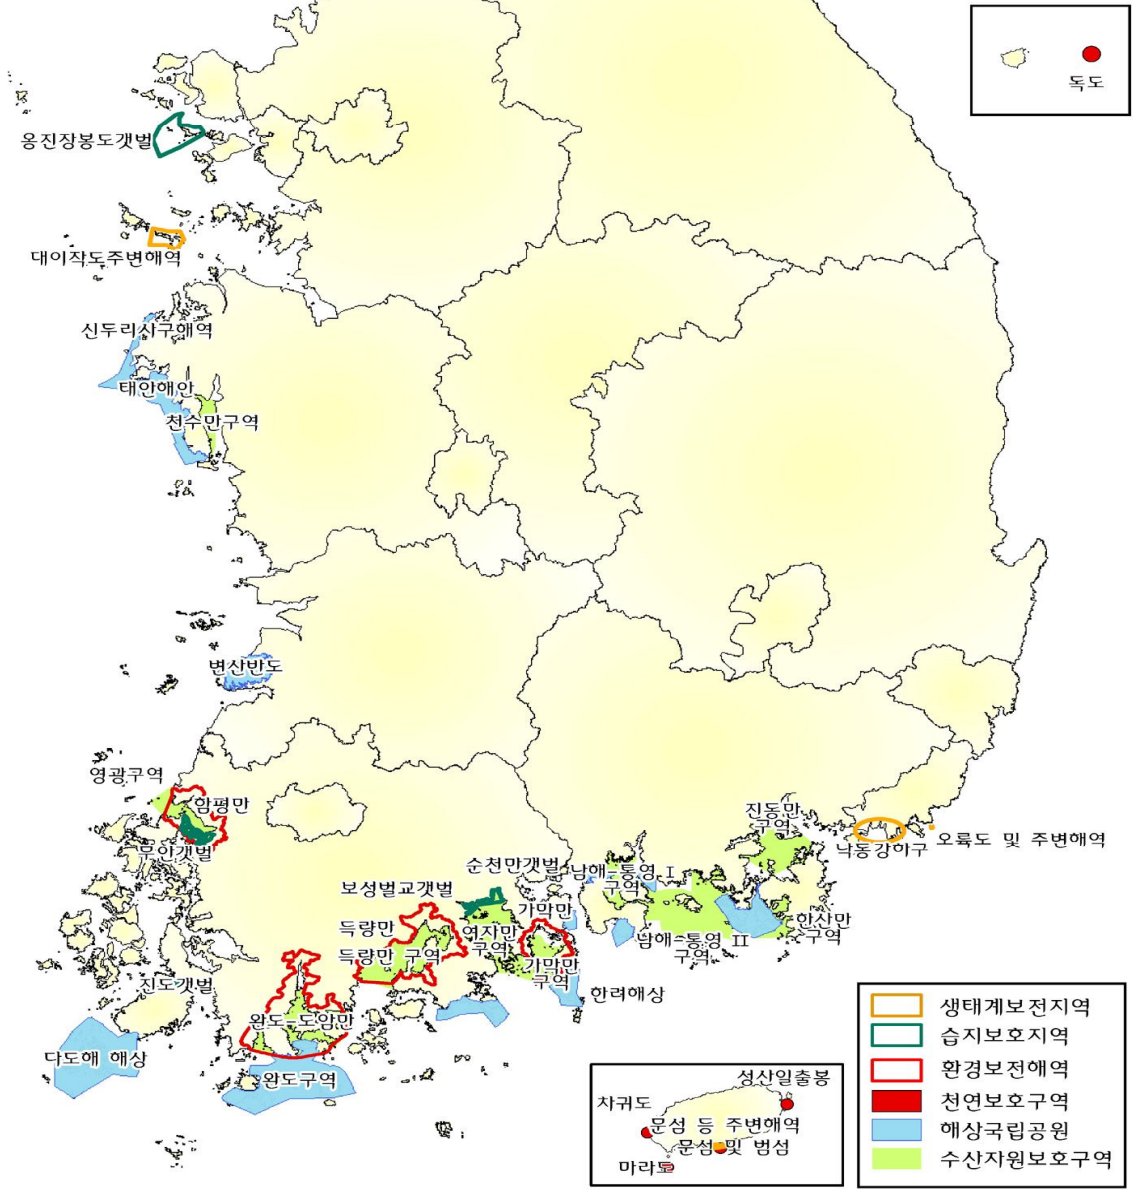 독도
옹진장봉도갯벌
대이작도주변해역
신두리사구해역
태안해안
천수만구역
변산반도
영광구역
함평만
무안갯벌
진동만
구역
낙동강하구
오륙도 및 주변해역
순천만갯벌
남해-통영 I
구역
보성벌교갯벌
가막만
한산만
구역
득량만
여자만
구역
남해-통영 II
구역
득량만 구역
가막만
구역
진도갯벌
한려해상
완도-도암만
다도해 해상
완도구역
성산일출봉
차귀도
문섬 등 주변해역
문섬 및 범섬
마라도
생태계보전지역
습지보호지역
환경보전해역
천연보호구역
해상국립공원
수산자원보호구역